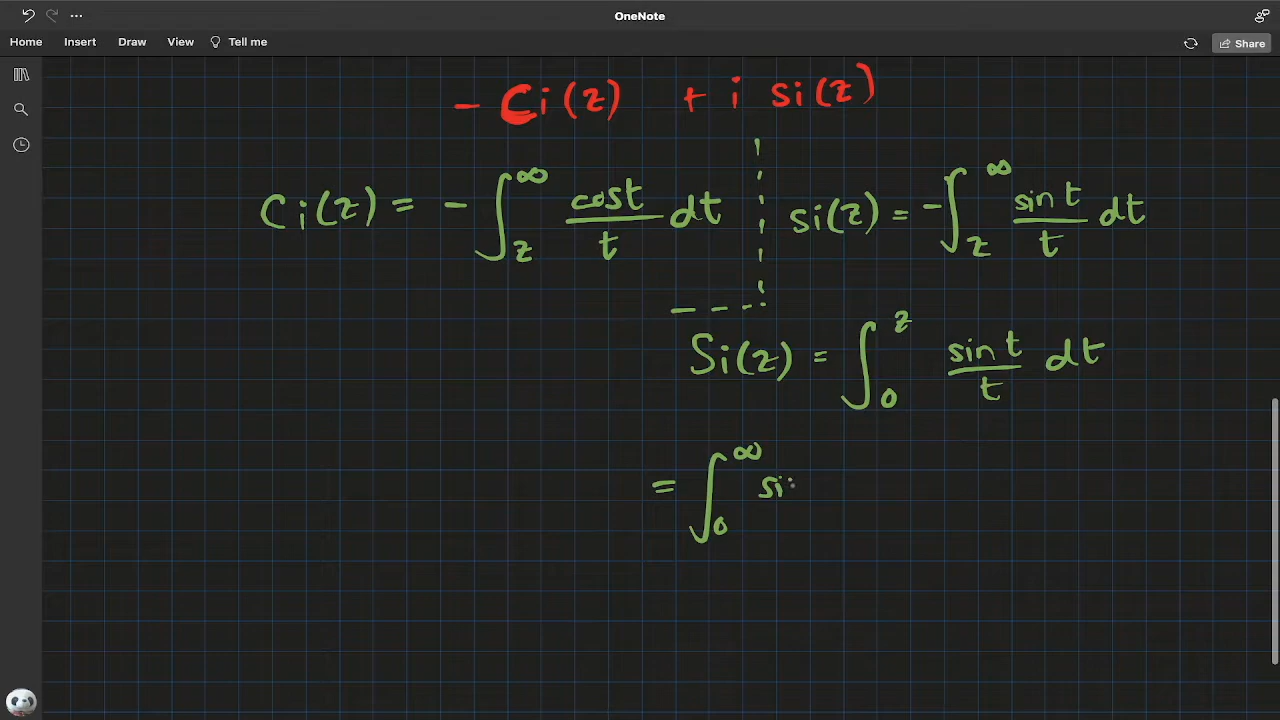 OneNote
Home Insert Draw View Tell me Share
- Ci(z) + i si(z)
Ci(z) = - ∫_z^∞ cos t / t dt
si(z) = - ∫_z^∞ sin t / t dt
Si(z) = ∫_0^z sin t / t dt
= ∫_0^∞ si